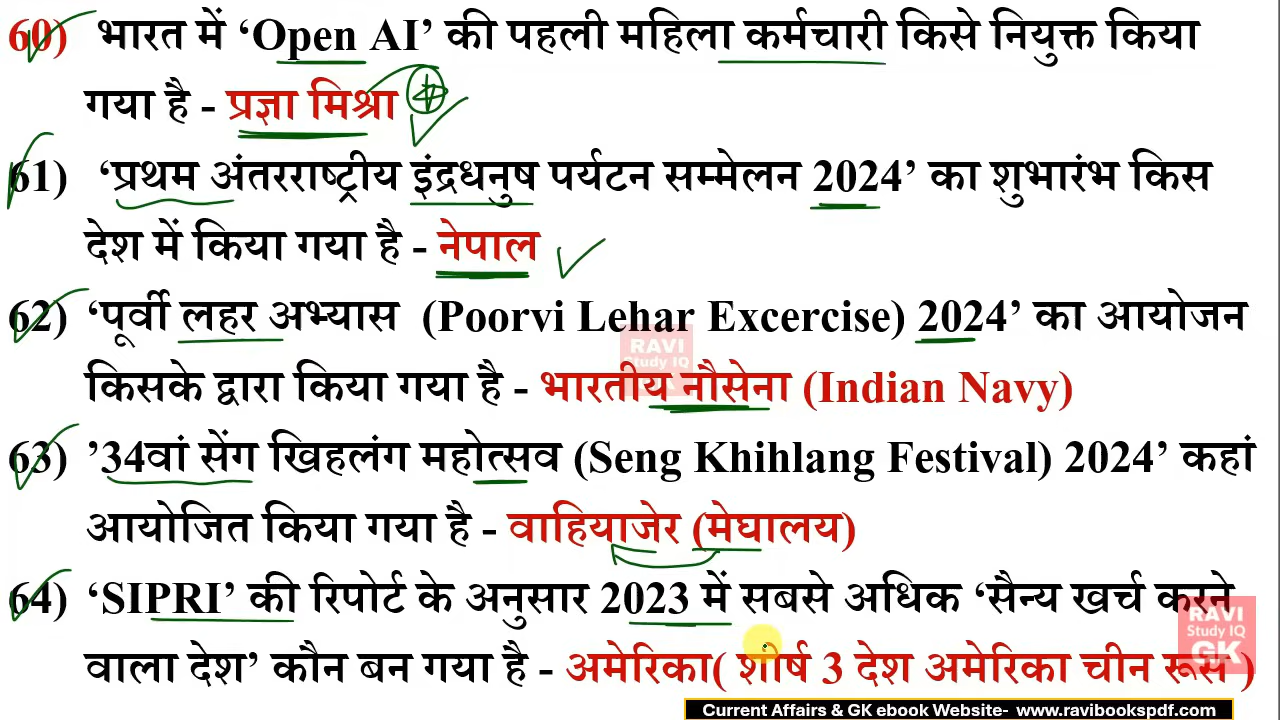 60) भारत में ‘Open AI’ की पहली महिला कर्मचारी किसे नियुक्त किया
गया है - प्रज्ञा मिश्रा
61) ‘प्रथम अंतरराष्ट्रीय इंद्रधनुष पर्यटन सम्मेलन 2024’ का शुभारंभ किस
देश में किया गया है - नेपाल
62) ‘पूर्वी लहर अभ्यास (Poorvi Lehar Excercise) 2024’ का आयोजन
RAVI
Study IQ
किसके द्वारा किया गया है - भारतीय नौसेना (Indian Navy)
63) ’34वां सेंग खिहलंग महोत्सव (Seng Khihlang Festival) 2024’ कहां
आयोजित किया गया है - वाहियाजेर (मेघालय)
64) ‘SIPRI’ की रिपोर्ट के अनुसार 2023 में सबसे अधिक ‘सैन्य खर्च करने
वाला देश’ कौन बन गया है - अमेरिका( शीर्ष 3 देश अमेरिका चीन रूस )
RAVI
Study IQ
GK
Current Affairs & GK ebook Website- www.ravibookspdf.com